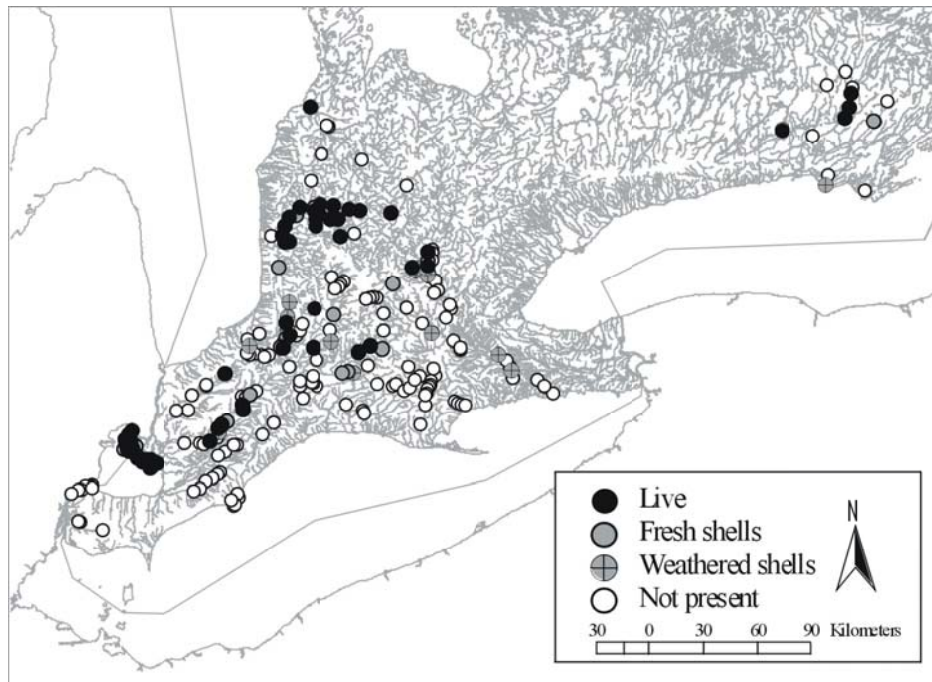 Live
Fresh shells
Weathered shells
Not present
N
30 0 30 60 90 Kilometers